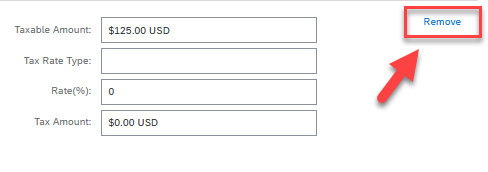 Taxable Amount: $125.00 USD Remove
Tax Rate Type:
Rate(%): 0
Tax Amount: $0.00 USD